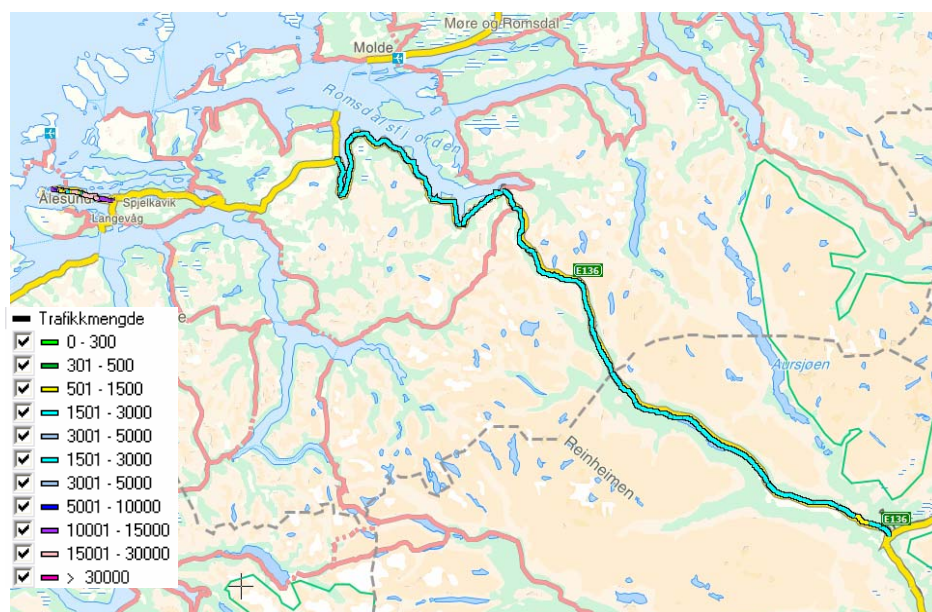 Møre og Romsdal
Molde
Romsdalsfjorden
Ålesund
Spjelkavik
Langevåg
E136
Trafikkmengde
0 - 300
301 - 500
501 - 1500
1501 - 3000
3001 - 5000
1501 - 3000
3001 - 5000
5001 - 10000
10001 - 15000
15001 - 30000
> 30000
Aursjøen
Reinheimen
E136